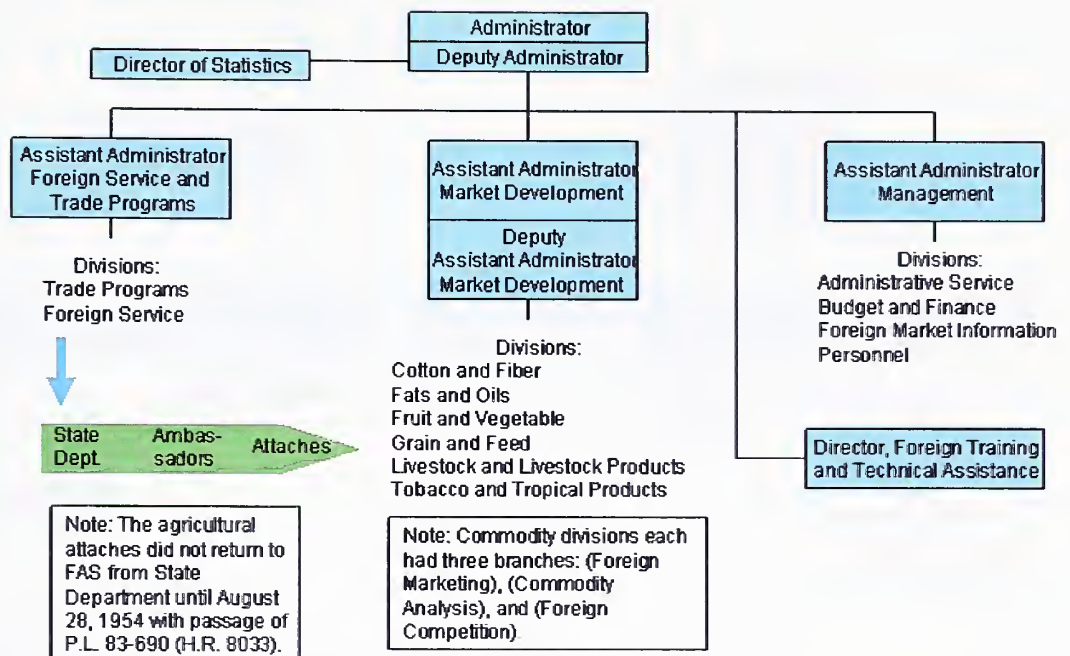 Administrator
Deputy Administrator
Director of Statistics
Assistant Administrator
Foreign Service and
Trade Programs
Divisions:
Trade Programs
Foreign Service
State
Dept.
Ambas-
sadors
Attaches
Note: The agricultural
attaches did not return to
FAS from State
Department until August
28, 1954 with passage of
P.L. 83-690 (H.R. 8033).
Assistant Administrator
Market Development
Deputy
Assistant Administrator
Market Development
Divisions:
Cotton and Fiber
Fats and Oils
Fruit and Vegetable
Grain and Feed
Livestock and Livestock Products
Tobacco and Tropical Products
Note: Commodity divisions each
had three branches: (Foreign
Marketing), (Commodity
Analysis), and (Foreign
Competition).
Assistant Administrator
Management
Divisions:
Administrative Service
Budget and Finance
Foreign Market Information
Personnel
Director, Foreign Training
and Technical Assistance